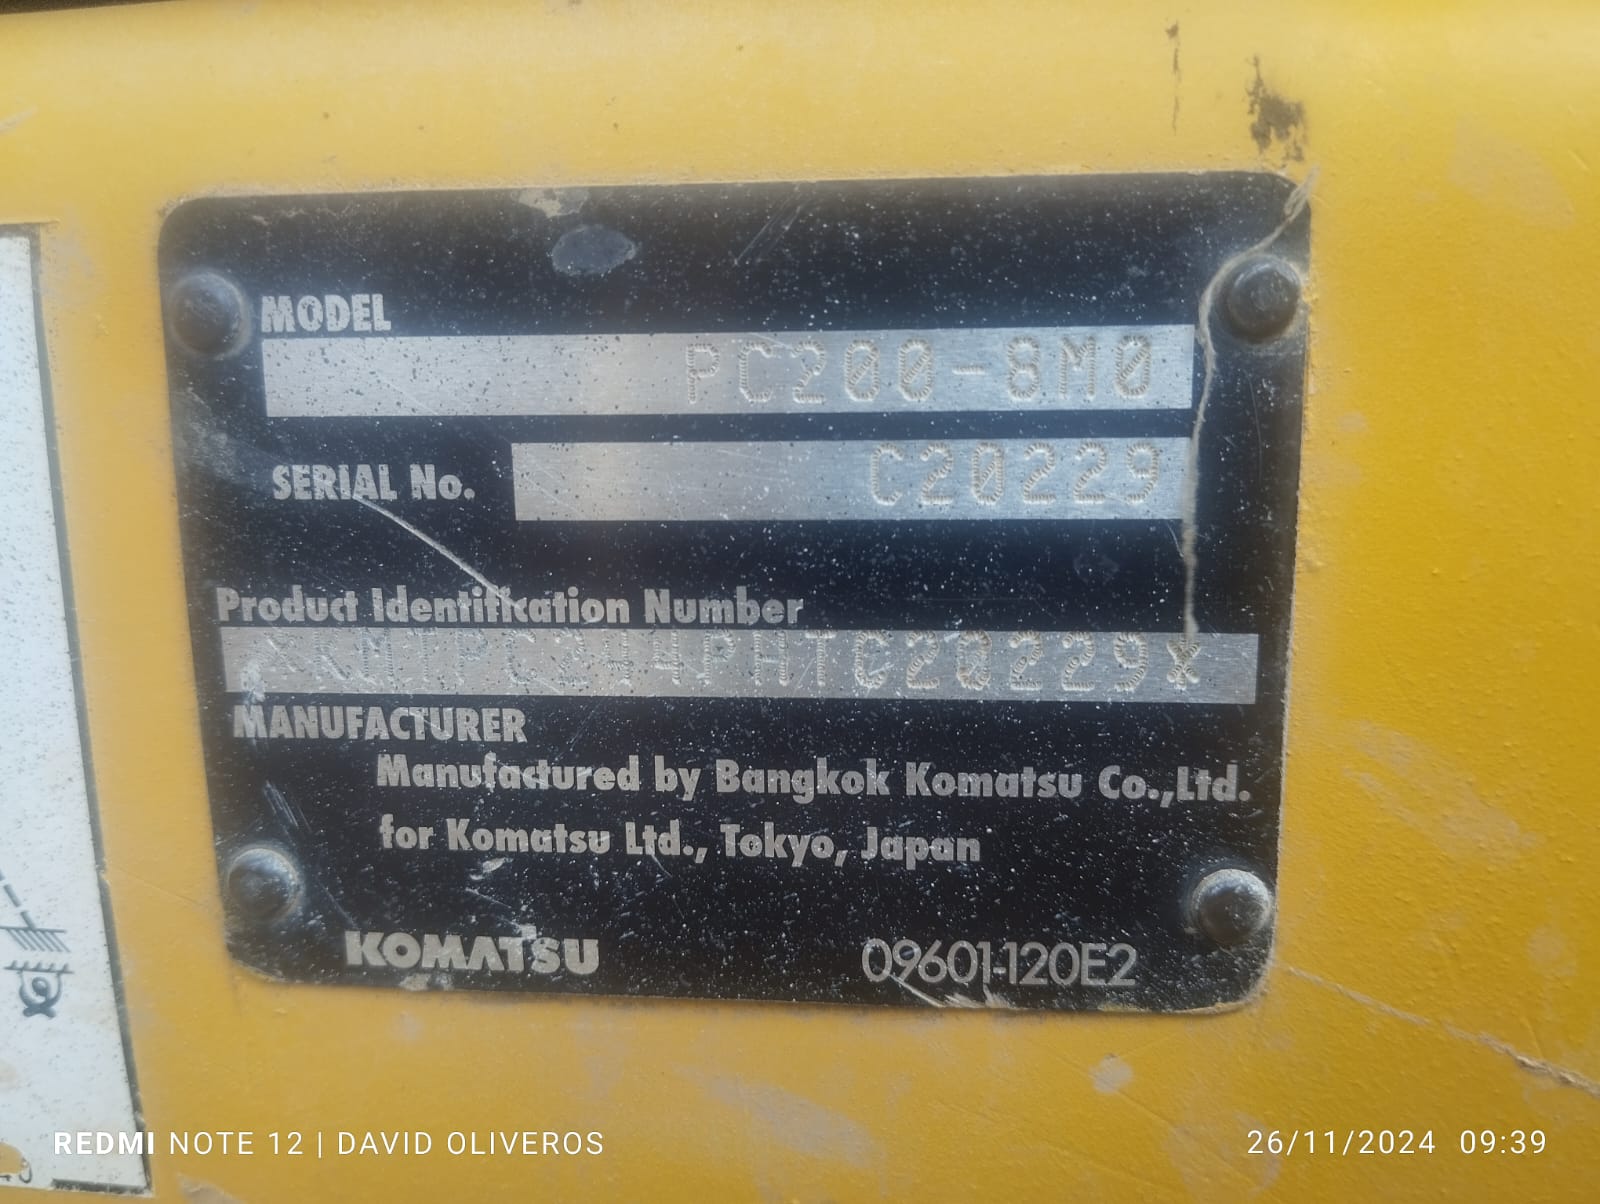 MODEL
PC200-8M0
SERIAL No.
C20229
Product Identification Number
*KMTPC244PHTC20229*
MANUFACTURER
Manufactured by Bangkok Komatsu Co.,Ltd.
for Komatsu Ltd., Tokyo, Japan
KOMATSU
09601-120E2
REDMI NOTE 12 | DAVID OLIVEROS
26/11/2024 09:39